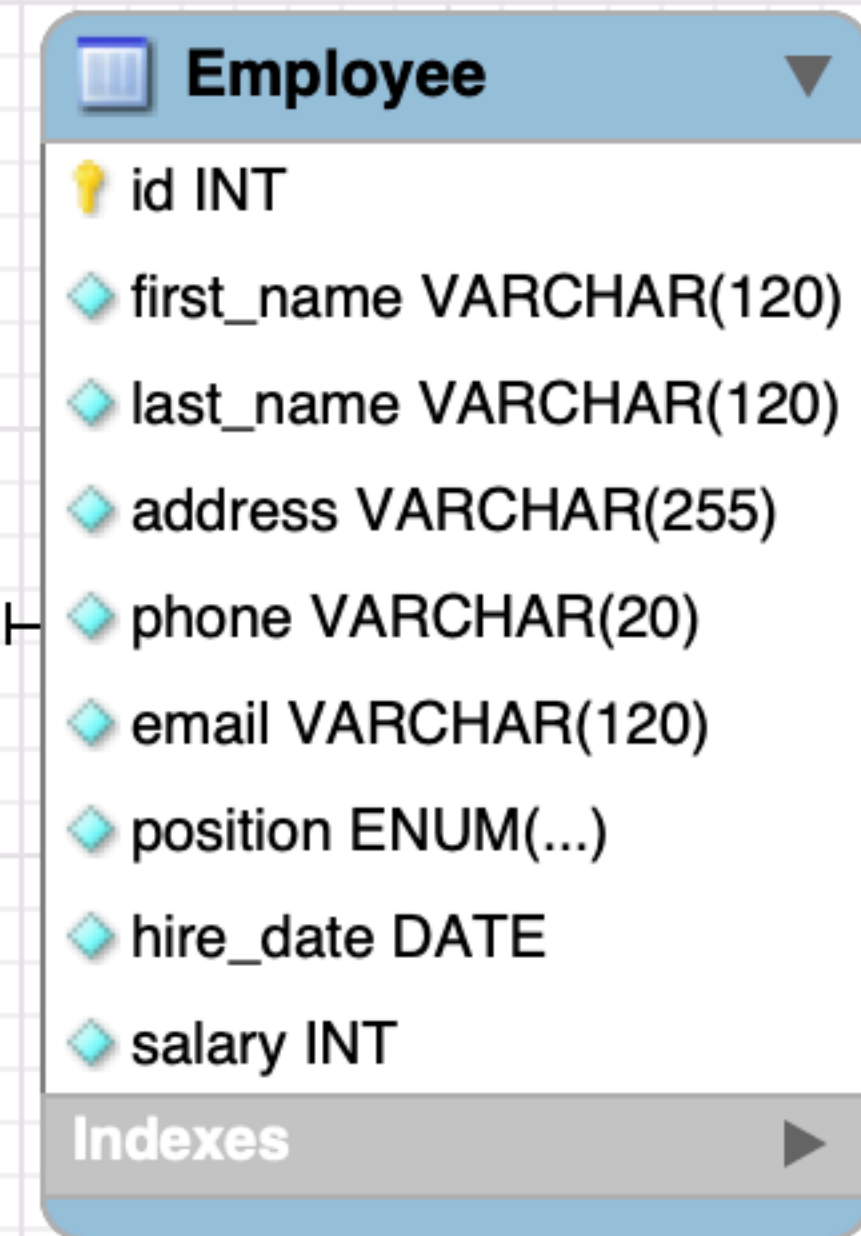 Employee
id INT
first_name VARCHAR(120)
last_name VARCHAR(120)
address VARCHAR(255)
phone VARCHAR(20)
email VARCHAR(120)
position ENUM(...)
hire_date DATE
salary INT
Indexes